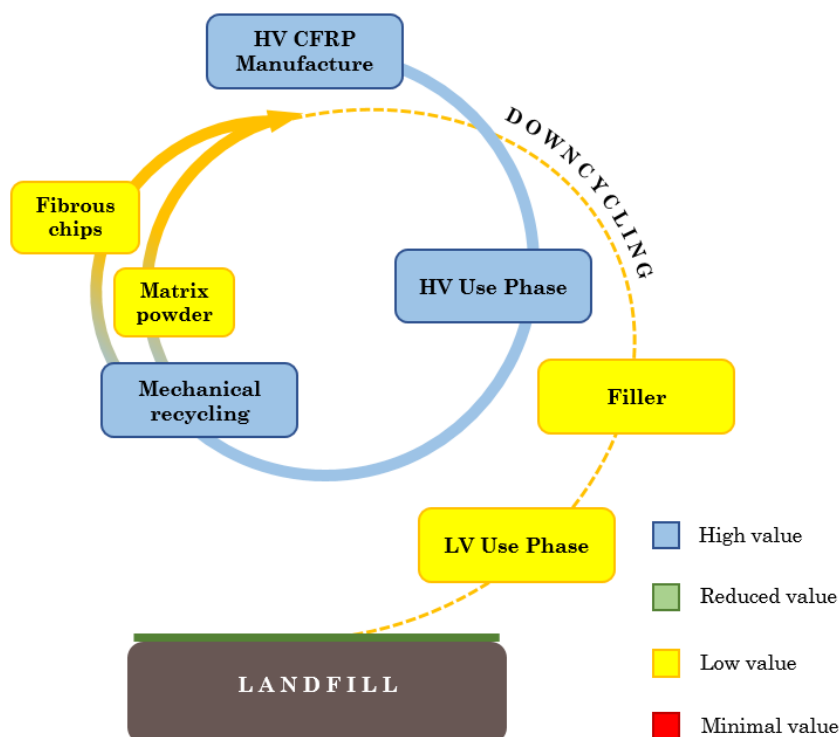 HV CFRP
Manufacture
DOWNCYCLING
Fibrous
chips
HV Use Phase
Matrix
powder
Mechanical
recycling
Filler
LV Use Phase
High value
Reduced value
Low value
LANDFILL
Minimal value